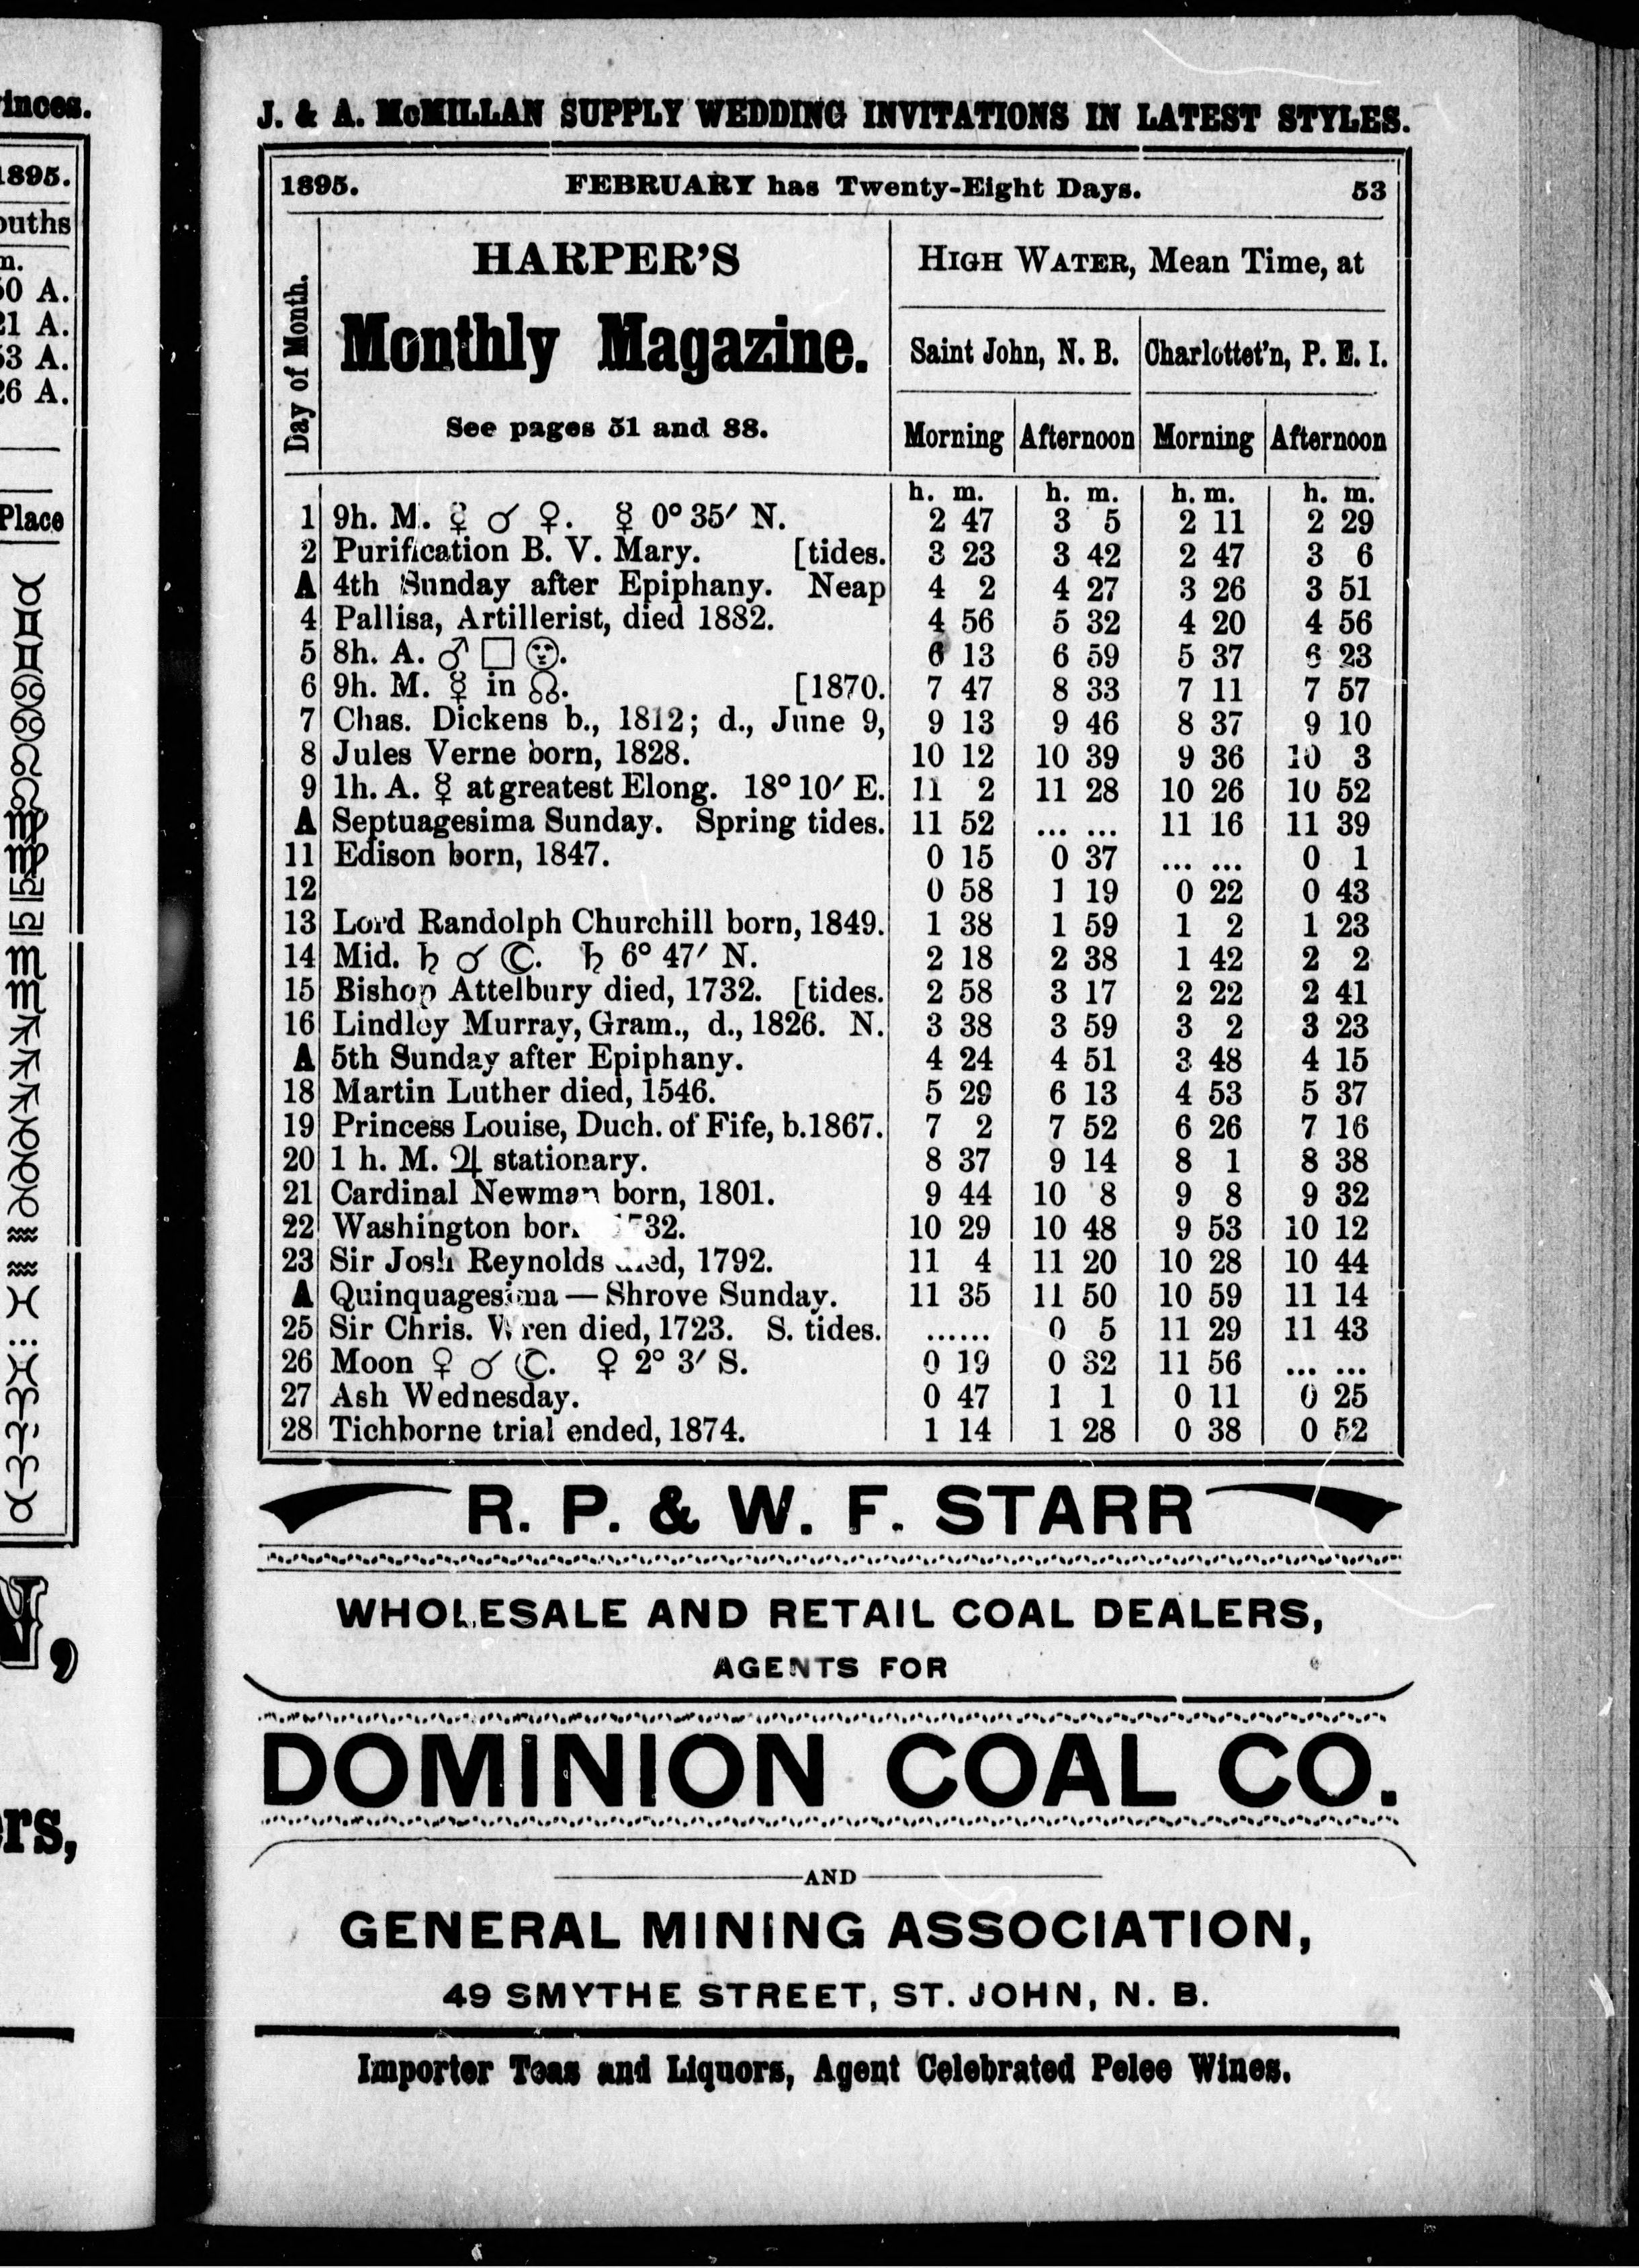 inces.
1895.
ouths
m.
50 A.
21 A.
53 A.
26 A.
Place
♉
♊
♊
♋
♋
♌
♌
♍
♍
♎
♎
♏
♏
♐
♐
♐
♑
♑
♑
♒
♒
♓
...
♓
♈
♈
♈
♉
N,
ers,
J. & A. McMILLAN SUPPLY WEDDING INVITATIONS IN LATEST STYLES.
1895. FEBRUARY has Twenty-Eight Days. 53
Day of Month.
HARPER'S
Monthly Magazine.
See pages 51 and 88.
HIGH WATER, Mean Time, at
Saint John, N. B. Charlottet'n, P. E. I.
Morning Afternoon Morning Afternoon
h. m. h. m. h. m. h. m.
1 9h. M. ☿ ☌ ♀. ☿ 0° 35′ N. 2 47 3 5 2 11 2 29
2 Purification B. V. Mary. [tides. 3 23 3 42 2 47 3 6
A 4th Sunday after Epiphany. Neap 4 2 4 27 3 26 3 51
4 Pallisa, Artillerist, died 1882. 4 56 5 32 4 20 4 56
5 8h. A. ♂ □ 🌞. 6 13 6 59 5 37 6 23
6 9h. M. ☿ in ☊. [1870. 7 47 8 33 7 11 7 57
7 Chas. Dickens b., 1812; d., June 9, 9 13 9 46 8 37 9 10
8 Jules Verne born, 1828. 10 12 10 39 9 36 10 3
9 1h. A. ☿ at greatest Elong. 18° 10′ E. 11 2 11 28 10 26 10 52
A Septuagesima Sunday. Spring tides. 11 52 ... ... 11 16 11 39
11 Edison born, 1847. 0 15 0 37 ... ... 0 1
12 0 58 1 19 0 22 0 43
13 Lord Randolph Churchill born, 1849. 1 38 1 59 1 2 1 23
14 Mid. ♄ ☌ ☾. ♄ 6° 47′ N. 2 18 2 38 1 42 2 2
15 Bishop Attelbury died, 1732. [tides. 2 58 3 17 2 22 2 41
16 Lindley Murray, Gram., d., 1826. N. 3 38 3 59 3 2 3 23
A 5th Sunday after Epiphany. 4 24 4 51 3 48 4 15
18 Martin Luther died, 1546. 5 29 6 13 4 53 5 37
19 Princess Louise, Duch. of Fife, b.1867. 7 2 7 52 6 26 7 16
20 1 h. M. ♃ stationary. 8 37 9 14 8 1 8 38
21 Cardinal Newman born, 1801. 9 44 10 8 9 8 9 32
22 Washington born 1732. 10 29 10 48 9 53 10 12
23 Sir Josh Reynolds died, 1792. 11 4 11 20 10 28 10 44
A Quinquagesima — Shrove Sunday. 11 35 11 50 10 59 11 14
25 Sir Chris. Wren died, 1723. S. tides. ...... 0 5 11 29 11 43
26 Moon ♀ ☌ ☾. ♀ 2° 3′ S. 0 19 0 32 11 56 ... ...
27 Ash Wednesday. 0 47 1 1 0 11 0 25
28 Tichborne trial ended, 1874. 1 14 1 28 0 38 0 52
R. P. & W. F. STARR
WHOLESALE AND RETAIL COAL DEALERS,
AGENTS FOR
DOMINION COAL CO.
AND
GENERAL MINING ASSOCIATION,
49 SMYTHE STREET, ST. JOHN, N. B.
Importer Teas and Liquors, Agent Celebrated Pelee Wines.